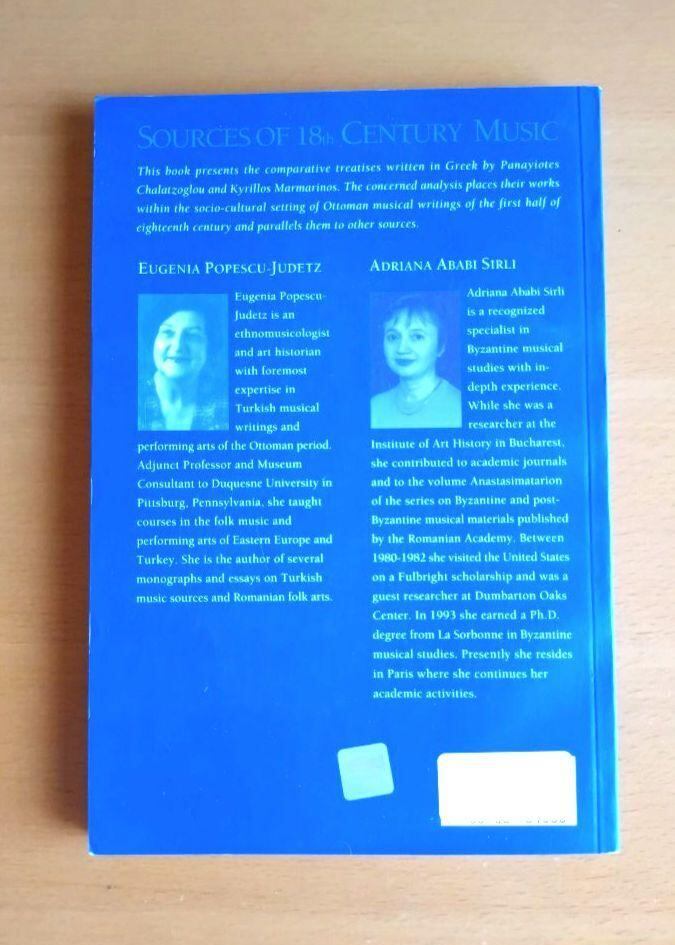 SOURCES OF 18th CENTURY MUSIC
This book presents the comparative treatises written in Greek by Panayiotes
Chalatzoglou and Kyrillos Marmarinos. The concerned analysis places their works
within the socio-cultural setting of Ottoman musical writings of the first half of
eighteenth century and parallels them to other sources.
EUGENIA POPESCU-JUDETZ
Eugenia Popescu-
Judetz is an
ethnomusicologist
and art historian
with foremost
expertise in
Turkish musical
writings and
performing arts of the Ottoman period.
Adjunct Professor and Museum
Consultant to Duquesne University in
Pittsburg, Pennsylvania, she taught
courses in the folk music and
performing arts of Eastern Europe and
Turkey. She is the author of several
monographs and essays on Turkish
music sources and Romanian folk arts.
ADRIANA ABABI SIRLI
Adriana Ababi Sirli
is a recognized
specialist in
Byzantine musical
studies with in-
depth experience.
While she was a
researcher at the
Institute of Art History in Bucharest,
she contributed to academic journals
and to the volume Anastasimatarion
of the series on Byzantine and post-
Byzantine musical materials published
by the Romanian Academy. Between
1980-1982 she visited the United States
on a Fulbright scholarship and was a
guest researcher at Dumbarton Oaks
Center. In 1993 she earned a Ph.D.
degree from La Sorbonne in Byzantine
musical studies. Presently she resides
in Paris where she continues her
academic activities.